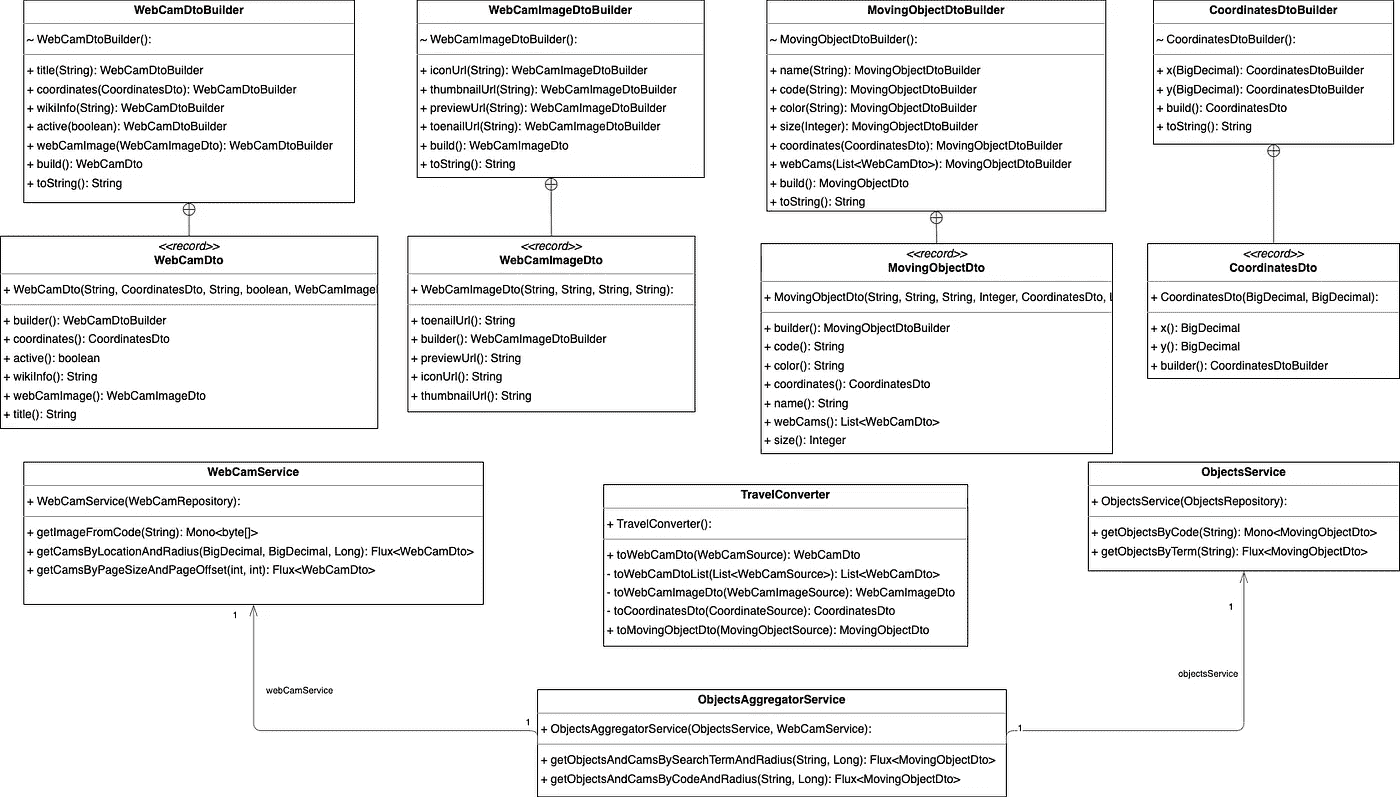 WebCamDtoBuilder
~ WebCamDtoBuilder():
+ title(String): WebCamDtoBuilder
+ coordinates(CoordinatesDto): WebCamDtoBuilder
+ wikiInfo(String): WebCamDtoBuilder
+ active(boolean): WebCamDtoBuilder
+ webCamImage(WebCamImageDto): WebCamDtoBuilder
+ build(): WebCamDto
+ toString(): String
WebCamImageDtoBuilder
~ WebCamImageDtoBuilder():
+ iconUrl(String): WebCamImageDtoBuilder
+ thumbnailUrl(String): WebCamImageDtoBuilder
+ previewUrl(String): WebCamImageDtoBuilder
+ toenailUrl(String): WebCamImageDtoBuilder
+ build(): WebCamImageDto
+ toString(): String
MovingObjectDtoBuilder
~ MovingObjectDtoBuilder():
+ name(String): MovingObjectDtoBuilder
+ code(String): MovingObjectDtoBuilder
+ color(String): MovingObjectDtoBuilder
+ size(Integer): MovingObjectDtoBuilder
+ coordinates(CoordinatesDto): MovingObjectDtoBuilder
+ webCams(List<WebCamDto>): MovingObjectDtoBuilder
+ build(): MovingObjectDto
+ toString(): String
CoordinatesDtoBuilder
~ CoordinatesDtoBuilder():
+ x(BigDecimal): CoordinatesDtoBuilder
+ y(BigDecimal): CoordinatesDtoBuilder
+ build(): CoordinatesDto
+ toString(): String
<<record>>
WebCamDto
+ WebCamDto(String, CoordinatesDto, String, boolean, WebCamImage
+ builder(): WebCamDtoBuilder
+ coordinates(): CoordinatesDto
+ active(): boolean
+ wikiInfo(): String
+ webCamImage(): WebCamImageDto
+ title(): String
<<record>>
WebCamImageDto
+ WebCamImageDto(String, String, String, String):
+ toenailUrl(): String
+ builder(): WebCamImageDtoBuilder
+ previewUrl(): String
+ iconUrl(): String
+ thumbnailUrl(): String
<<record>>
MovingObjectDto
+ MovingObjectDto(String, String, String, Integer, CoordinatesDto, L
+ builder(): MovingObjectDtoBuilder
+ code(): String
+ color(): String
+ coordinates(): CoordinatesDto
+ name(): String
+ webCams(): List<WebCamDto>
+ size(): Integer
<<record>>
CoordinatesDto
+ CoordinatesDto(BigDecimal, BigDecimal):
+ x(): BigDecimal
+ y(): BigDecimal
+ builder(): CoordinatesDtoBuilder
WebCamService
+ WebCamService(WebCamRepository):
+ getImageFromCode(String): Mono<byte[]>
+ getCamsByLocationAndRadius(BigDecimal, BigDecimal, Long): Flux<WebCamDto>
+ getCamsByPageSizeAndPageOffset(int, int): Flux<WebCamDto>
TravelConverter
+ TravelConverter():
+ toWebCamDto(WebCamSource): WebCamDto
- toWebCamDtoList(List<WebCamSource>): List<WebCamDto>
- toWebCamImageDto(WebCamImageSource): WebCamImageDto
- toCoordinatesDto(CoordinateSource): CoordinatesDto
+ toMovingObjectDto(MovingObjectSource): MovingObjectDto
ObjectsService
+ ObjectsService(ObjectsRepository):
+ getObjectsByCode(String): Mono<MovingObjectDto>
+ getObjectsByTerm(String): Flux<MovingObjectDto>
1
1
webCamService
objectsService
1
1
ObjectsAggregatorService
+ ObjectsAggregatorService(ObjectsService, WebCamService):
+ getObjectsAndCamsBySearchTermAndRadius(String, Long): Flux<MovingObjectDto>
+ getObjectsAndCamsByCodeAndRadius(String, Long): Flux<MovingObjectDto>